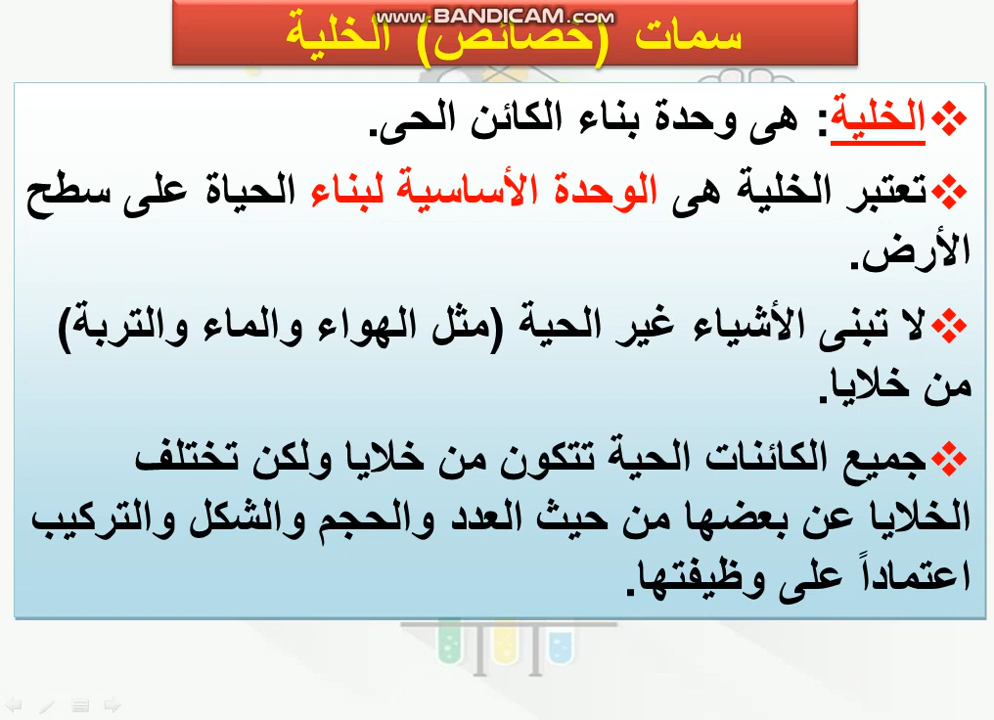 www.BANDICAM.com
سمات (خصائص) الخلية
❖الخلية: هى وحدة بناء الكائن الحى.
❖تعتبر الخلية هى الوحدة الأساسية لبناء الحياة على سطح
الأرض.
❖لا تبنى الأشياء غير الحية (مثل الهواء والماء والتربة)
من خلايا.
❖جميع الكائنات الحية تتكون من خلايا ولكن تختلف
الخلايا عن بعضها من حيث العدد والحجم والشكل والتركيب
اعتماداً على وظيفتها.